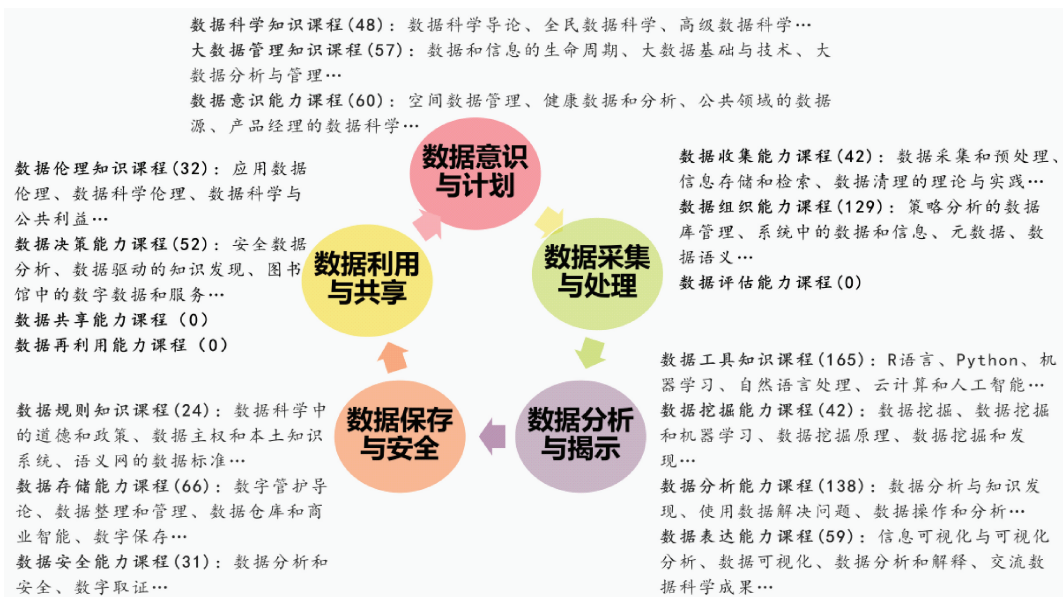 数据科学知识课程(48)：数据科学导论、全民数据科学、高级数据科学…
大数据管理知识课程(57)：数据和信息的生命周期、大数据基础与技术、大
数据分析与管理…
数据意识能力课程(60)：空间数据管理、健康数据和分析、公共领域的数据
源、产品经理的数据科学…
数据意识
与计划
数据收集能力课程(42)：数据采集和预处理、
信息存储和检索、数据清理的理论与实践…
数据组织能力课程(129)：策略分析的数据
库管理、系统中的数据和信息、元数据、数
据语义…
数据评估能力课程(0)
数据采集
与处理
数据工具知识课程(165)：R语言、Python、机
器学习、自然语言处理、云计算和人工智能…
数据挖掘能力课程(42)：数据挖掘、数据挖掘
和机器学习、数据挖掘原理、数据挖掘和发
现…
数据分析能力课程(138)：数据分析与知识发
现、使用数据解决问题、数据操作和分析…
数据表达能力课程(59)：信息可视化与可视化
分析、数据可视化、数据分析和解释、交流数
据科学成果…
数据分析
与揭示
数据规则知识课程(24)：数据科学中
的道德和政策、数据主权和本土知识
系统、语义网的数据标准…
数据存储能力课程(66)：数字管护导
论、数据整理和管理、数据仓库和商
业智能、数字保存…
数据安全能力课程(31)：数据分析和
安全、数字取证…
数据保存
与安全
数据伦理知识课程(32)：应用数据
伦理、数据科学伦理、数据科学与
公共利益…
数据决策能力课程(52)：安全数据
分析、数据驱动的知识发现、图书
馆中的数字数据和服务…
数据共享能力课程（0）
数据再利用能力课程（0）
数据利用
与共享